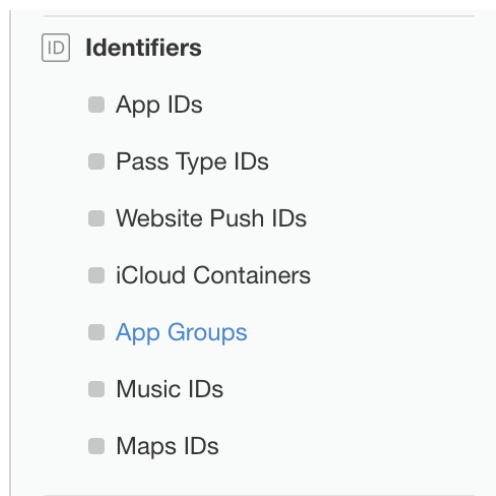 ID Identifiers
App IDs
Pass Type IDs
Website Push IDs
iCloud Containers
App Groups
Music IDs
Maps IDs